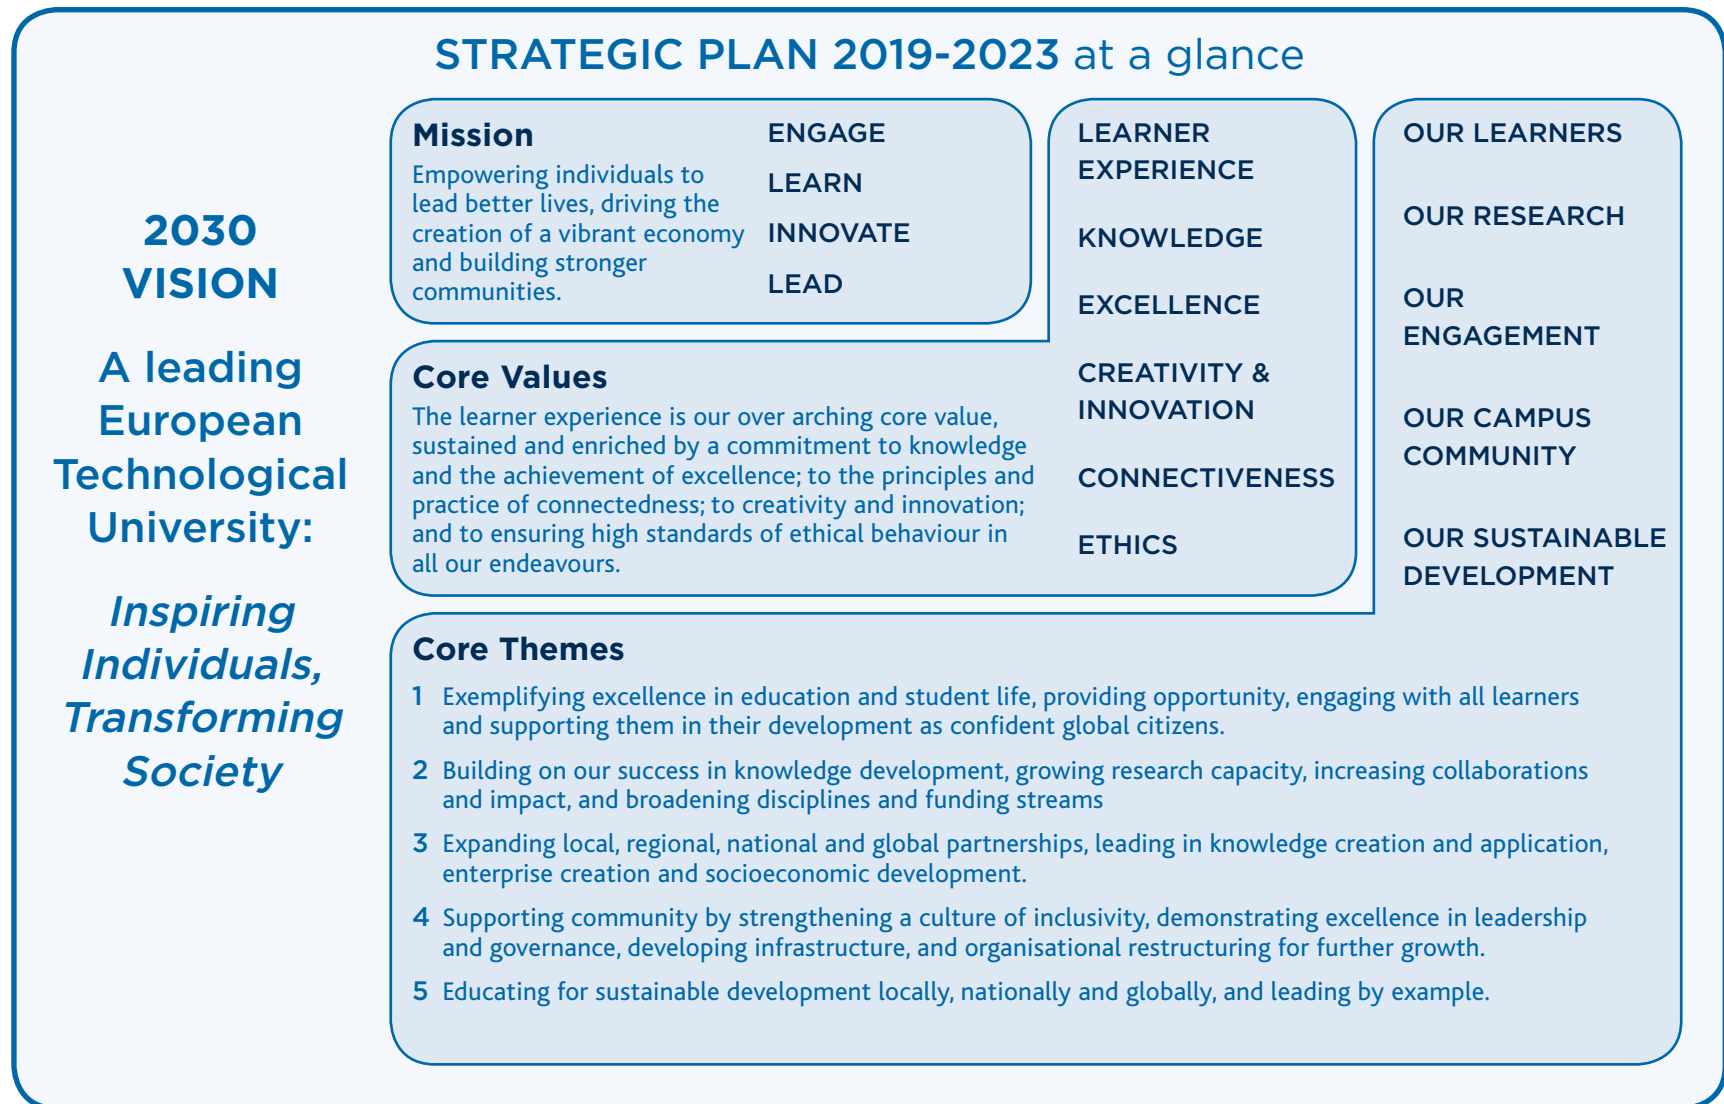 STRATEGIC PLAN 2019-2023 at a glance
2030
VISION
A leading
European
Technological
University:
Inspiring
Individuals,
Transforming
Society
Mission
Empowering individuals to
lead better lives, driving the
creation of a vibrant economy
and building stronger
communities.
ENGAGE
LEARN
INNOVATE
LEAD
Core Values
The learner experience is our over arching core value,
sustained and enriched by a commitment to knowledge
and the achievement of excellence; to the principles and
practice of connectedness; to creativity and innovation;
and to ensuring high standards of ethical behaviour in
all our endeavours.
LEARNER
EXPERIENCE
KNOWLEDGE
EXCELLENCE
CREATIVITY &
INNOVATION
CONNECTIVENESS
ETHICS
OUR LEARNERS
OUR RESEARCH
OUR
ENGAGEMENT
OUR CAMPUS
COMMUNITY
OUR SUSTAINABLE
DEVELOPMENT
Core Themes
1 Exemplifying excellence in education and student life, providing opportunity, engaging with all learners
and supporting them in their development as confident global citizens.
2 Building on our success in knowledge development, growing research capacity, increasing collaborations
and impact, and broadening disciplines and funding streams
3 Expanding local, regional, national and global partnerships, leading in knowledge creation and application,
enterprise creation and socioeconomic development.
4 Supporting community by strengthening a culture of inclusivity, demonstrating excellence in leadership
and governance, developing infrastructure, and organisational restructuring for further growth.
5 Educating for sustainable development locally, nationally and globally, and leading by example.